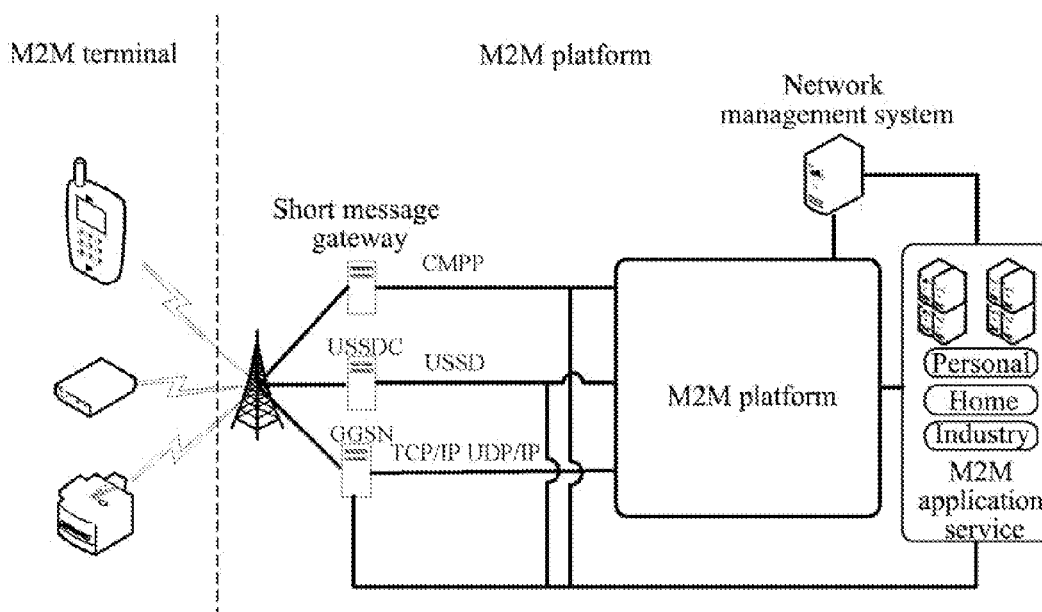 M2M terminal
M2M platform
Network
management system
Short message
gateway
CMPP
USSDC
USSD
GGSN
TCP/IP UDP/IP
M2M platform
Personal
Home
Industry
M2M
application
service